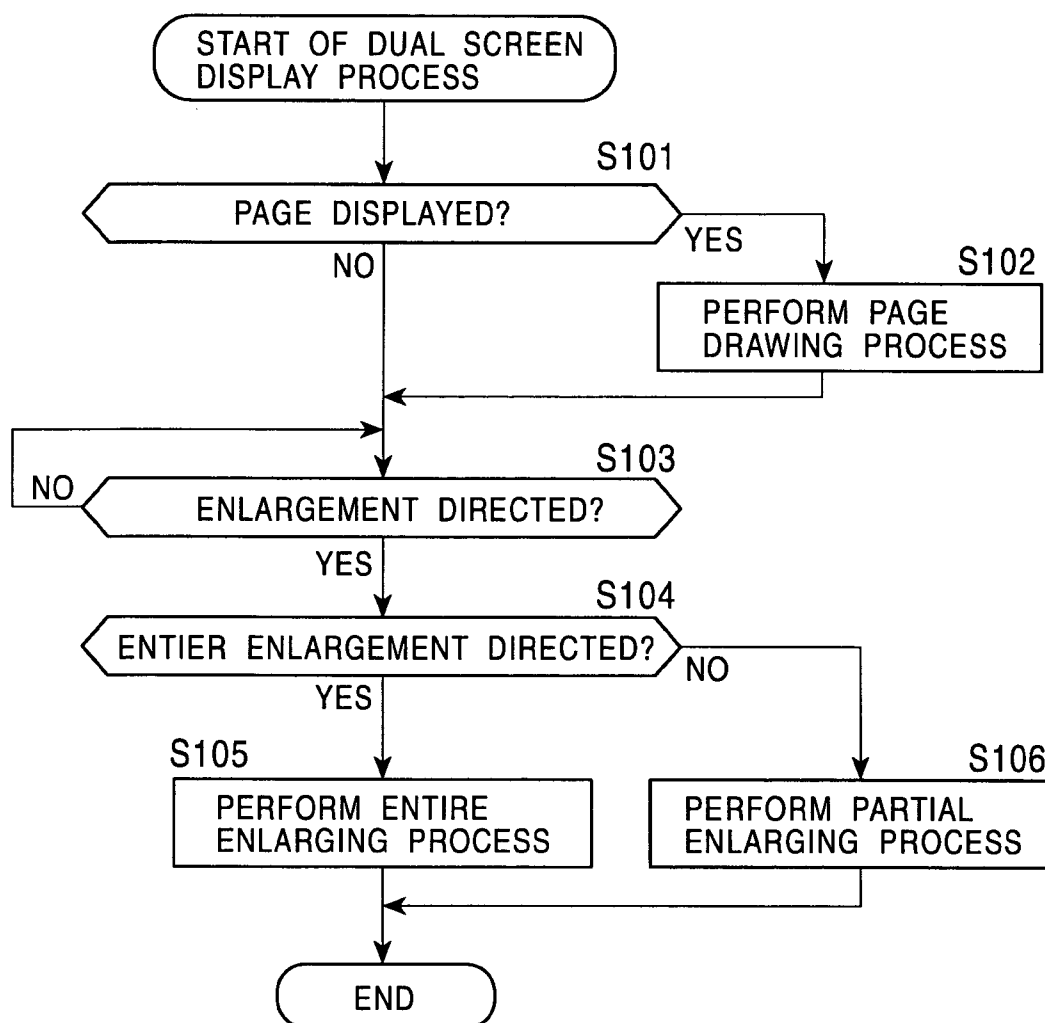 START OF DUAL SCREEN
DISPLAY PROCESS
S101
PAGE DISPLAYED?
YES
NO
S102
PERFORM PAGE
DRAWING PROCESS
S103
NO
ENLARGEMENT DIRECTED?
YES
S104
ENTIER ENLARGEMENT DIRECTED?
NO
YES
S105
PERFORM ENTIRE
ENLARGING PROCESS
S106
PERFORM PARTIAL
ENLARGING PROCESS
END